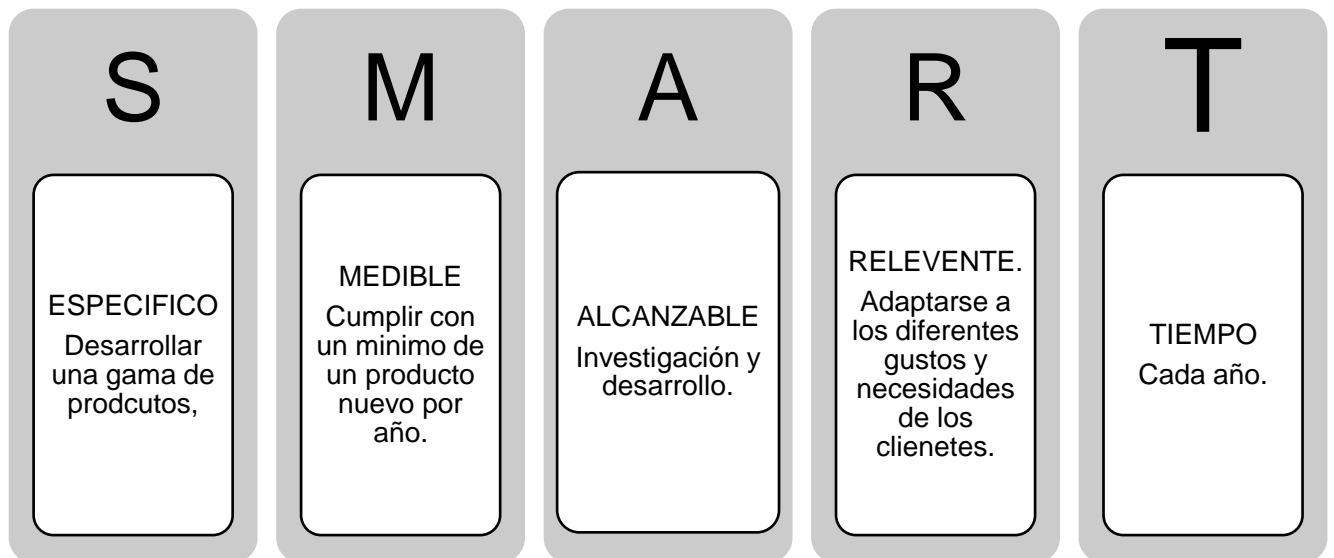 S
ESPECIFICO
Desarrollar
una gama de
prodcutos,
M
MEDIBLE
Cumplir con
un minimo de
un producto
nuevo por
año.
A
ALCANZABLE
Investigación y
desarrollo.
R
RELEVENTE.
Adaptarse a
los diferentes
gustos y
necesidades
de los
clienetes.
T
TIEMPO
Cada año.